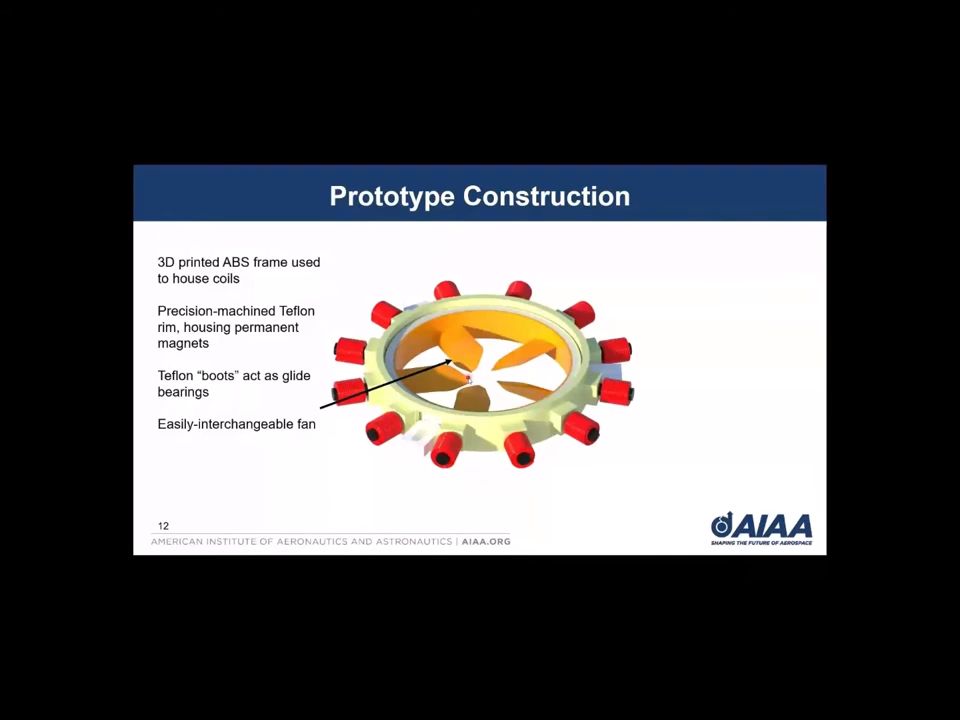 Prototype Construction
3D printed ABS frame used
to house coils
Precision-machined Teflon
rim, housing permanent
magnets
Teflon “boots” act as glide
bearings
Easily-interchangeable fan
12
AMERICAN INSTITUTE OF AERONAUTICS AND ASTRONAUTICS | AIAA.ORG
AIAA
SHAPING THE FUTURE OF AEROSPACE